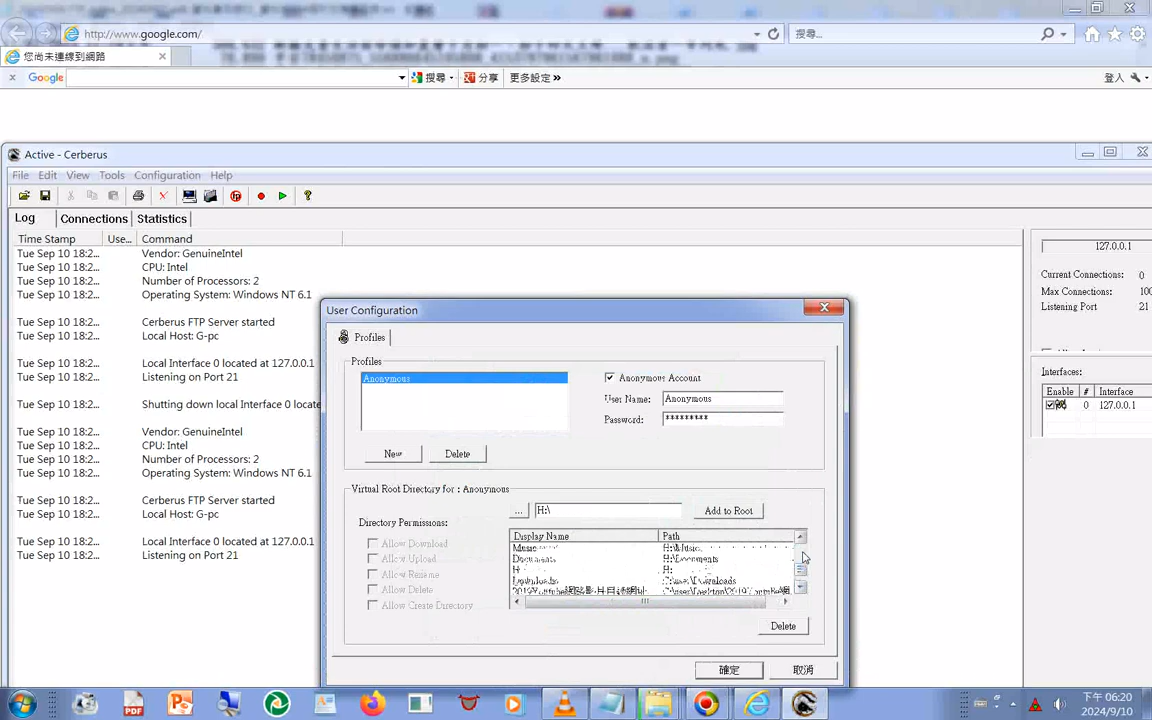 http://www.google.com/
搜尋...
您尚未連線到網路
Google
搜尋
分享
更多設定 »
登入
Active - Cerberus
File Edit View Tools Configuration Help
Log Connections Statistics
Time Stamp Use... Command
Tue Sep 10 18:2... Vendor: GenuineIntel
Tue Sep 10 18:2... CPU: Intel
Tue Sep 10 18:2... Number of Processors: 2
Tue Sep 10 18:2... Operating System: Windows NT 6.1
Tue Sep 10 18:2... Cerberus FTP Server started
Tue Sep 10 18:2... Local Host: G-pc
Tue Sep 10 18:2... Local Interface 0 located at 127.0.0.1
Tue Sep 10 18:2... Listening on Port 21
Tue Sep 10 18:2... Shutting down local Interface 0 locate
Tue Sep 10 18:2... Vendor: GenuineIntel
Tue Sep 10 18:2... CPU: Intel
Tue Sep 10 18:2... Number of Processors: 2
Tue Sep 10 18:2... Operating System: Windows NT 6.1
Tue Sep 10 18:2... Cerberus FTP Server started
Tue Sep 10 18:2... Local Host: G-pc
Tue Sep 10 18:2... Local Interface 0 located at 127.0.0.1
Tue Sep 10 18:2... Listening on Port 21
127.0.0.1
Current Connections: 0
Max Connections: 100
Listening Port 21
Interfaces:
Enable # Interface
0 127.0.0.1
User Configuration
Profiles
Profiles
Anonymous
Anonymous Account
User Name: Anonymous
Password: *********
New Delete
Virtual Root Directory for : Anonymous
... H:\ Add to Root
Directory Permissions:
Allow Download
Allow Upload
Allow Rename
Allow Delete
Allow Create Directory
Display Name Path
Music H:\Music
Documents H:\Documents
Downloads
Delete
確定 取消
下午 06:20
2024/9/10